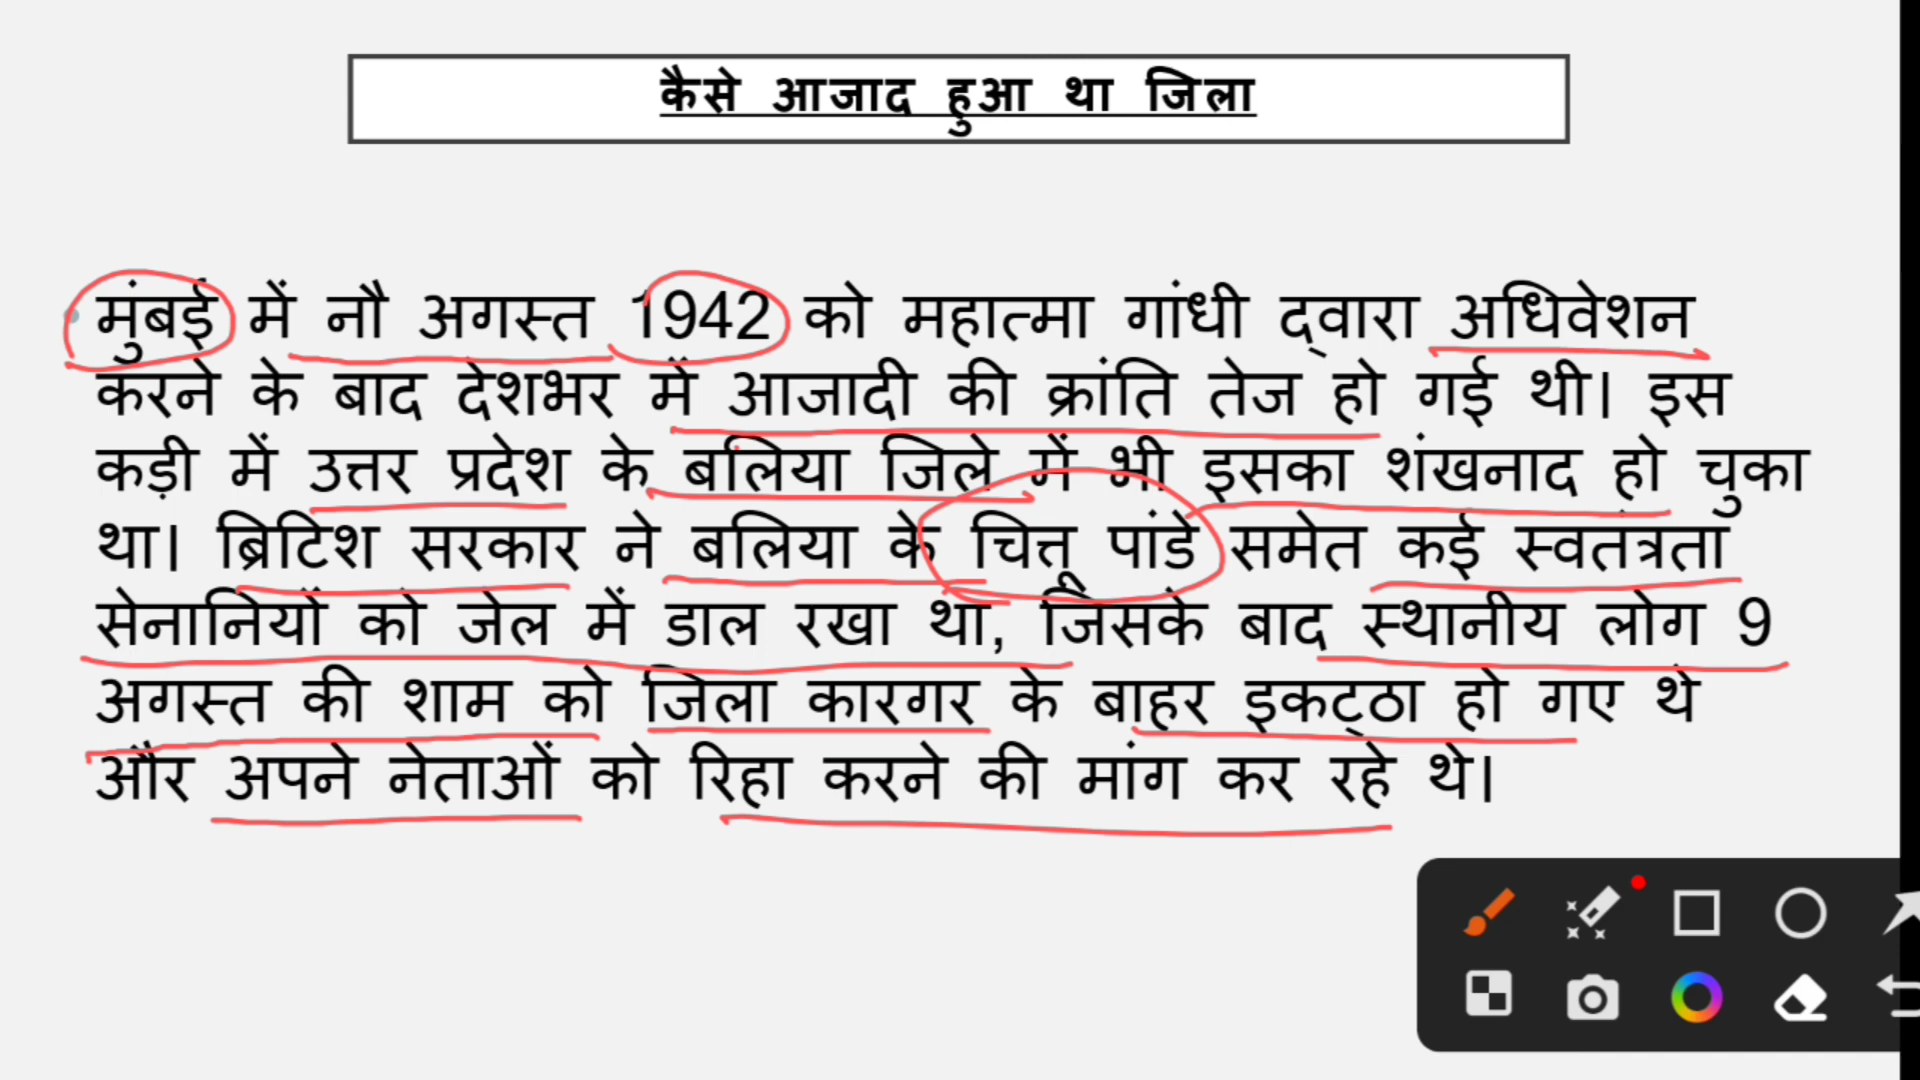 कैसे आजाद हुआ था जिला
मुंबई में नौ अगस्त 1942 को महात्मा गांधी द्वारा अधिवेशन
करने के बाद देशभर में आजादी की क्रांति तेज हो गई थी। इस
कड़ी में उत्तर प्रदेश के बलिया जिले में भी इसका शंखनाद हो चुका
था। ब्रिटिश सरकार ने बलिया के चित्तू पांडे समेत कई स्वतंत्रता
सेनानियों को जेल में डाल रखा था, जिसके बाद स्थानीय लोग 9
अगस्त की शाम को जिला कारगर के बाहर इकट्ठा हो गए थे
और अपने नेताओं को रिहा करने की मांग कर रहे थे।